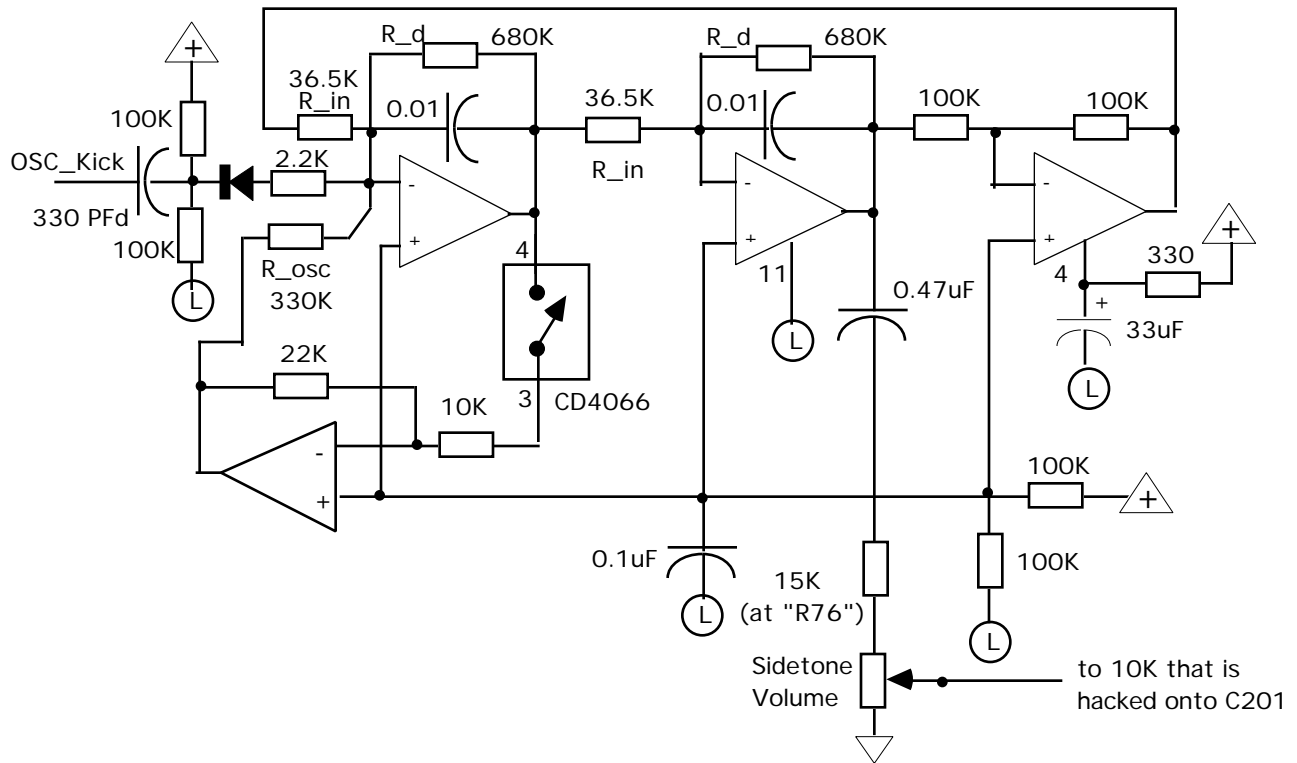 R_d
680K
R_d
680K
36.5K
R_in
0.01
36.5K
R_in
0.01
100K
100K
+
100K
OSC_Kick
330 PFd
2.2K
100K
L
R_osc
330K
-
+
-
+
-
+
4
11
L
4
330
+
+
33uF
L
0.47uF
22K
3
CD4066
10K
-
+
100K
+
0.1uF
L
15K
(at "R76")
100K
L
Sidetone
Volume
to 10K that is
hacked onto C201